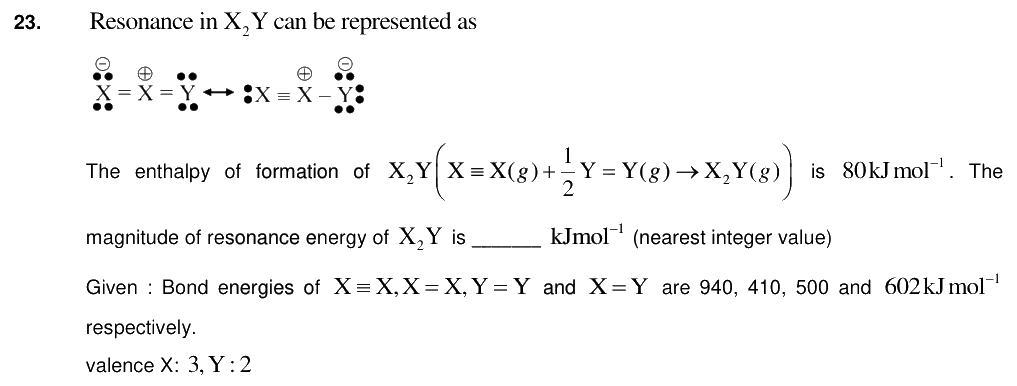 23. Resonance in X₂Y can be represented as
⊖ ⊕ ⊕ ⊖
X = X = Y ↔ :X ≡ X – Y:
The enthalpy of formation of X₂Y (X ≡ X(g) + 1/2 Y = Y(g) → X₂Y(g)) is 80 kJ mol⁻¹. The
magnitude of resonance energy of X₂Y is _______ kJmol⁻¹ (nearest integer value)
Given : Bond energies of X ≡ X, X = X, Y = Y and X = Y are 940, 410, 500 and 602 kJ mol⁻¹
respectively.
valence X: 3, Y : 2